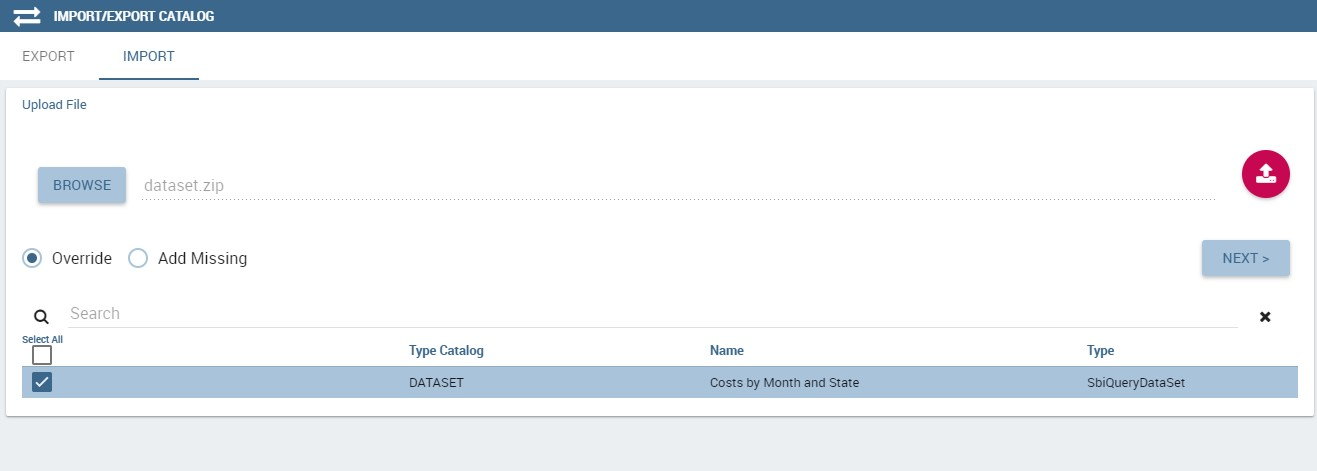 IMPORT/EXPORT CATALOG
EXPORT IMPORT
Upload File
BROWSE dataset.zip
Override Add Missing NEXT >
Search
Select All
Type Catalog Name Type
DATASET Costs by Month and State SbiQueryDataSet